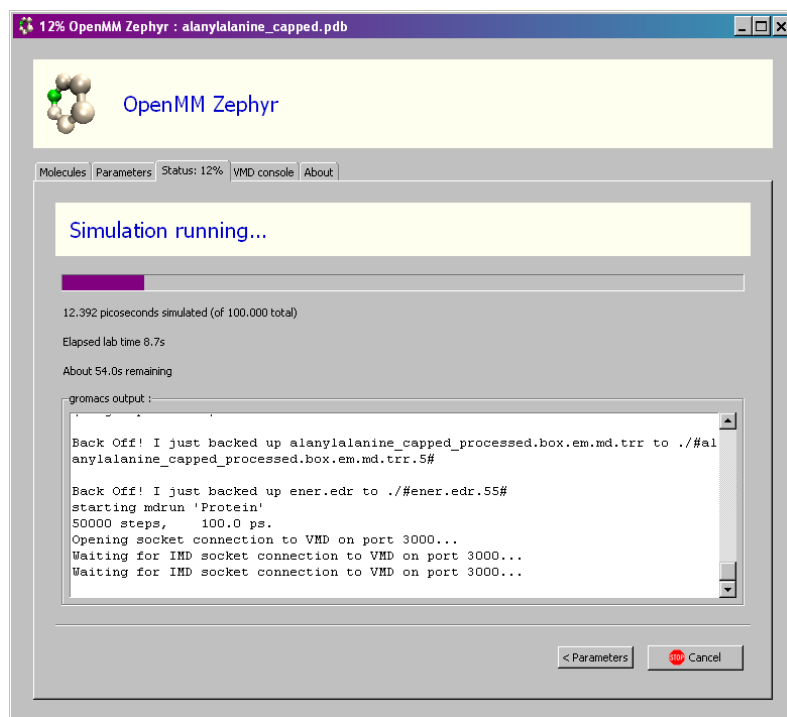 12% OpenMM Zephyr : alanylalanine_capped.pdb
OpenMM Zephyr
Molecules Parameters Status: 12% VMD console About
Simulation running...
12.392 picoseconds simulated (of 100.000 total)
Elapsed lab time 8.7s
About 54.0s remaining
gromacs output :
Back Off! I just backed up alanylalanine_capped_processed.box.em.md.trr to ./#al
anylalanine_capped_processed.box.em.md.trr.5#
Back Off! I just backed up ener.edr to ./#ener.edr.55#
starting mdrun 'Protein'
50000 steps,    100.0 ps.
Opening socket connection to VMD on port 3000...
Waiting for IMD socket connection to VMD on port 3000...
Waiting for IMD socket connection to VMD on port 3000...
< Parameters STOP Cancel